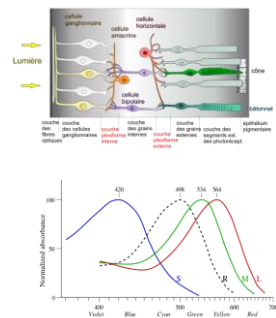 cellule
ganglionnaire
cellule
amacrine
cellule
horizontale
Lumière
cône
cellule
bipolaire
bâtonnet
couche
des
fibres
optiques
couche
des cellules
ganglionnaires
couche
plexiforme
interne
couche
des grains
internes
couche
plexiforme
externe
couche
des grains
externes
couche des
segments ext.
des photorécept.
épithélium
pigmentaire
420
498
534
564
100
50
0
Normalized absorbance
S
R
M
L
400
500
600
700
Violet
Blue
Cyan
Green
Yellow
Red